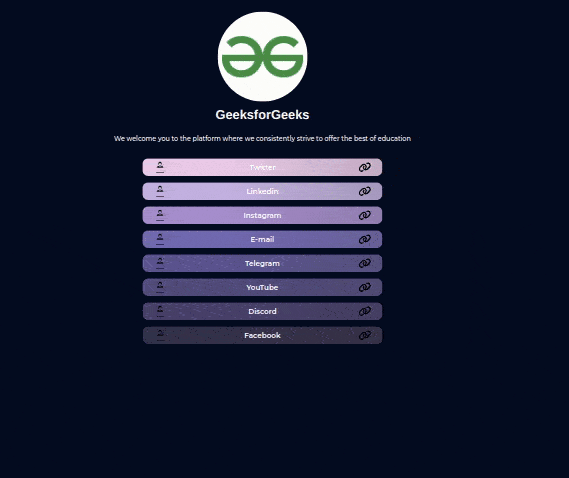 GeeksforGeeks
We welcome you to the platform where we consistently strive to offer the best of education
Twitter
Linkedin
Instagram
E-mail
Telegram
YouTube
Discord
Facebook